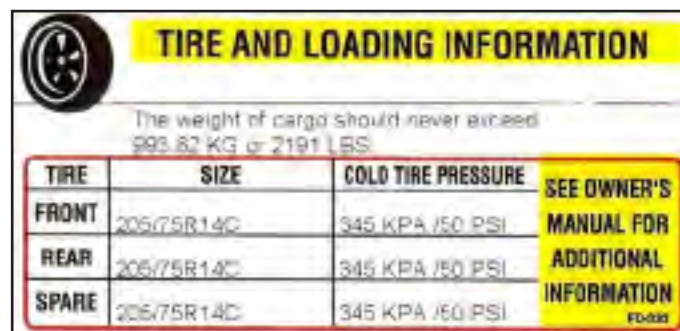 TIRE AND LOADING INFORMATION
The weight of cargo should never exceed
993.82 KG or 2191 LBS.
TIRE SIZE COLD TIRE PRESSURE SEE OWNER'S MANUAL FOR ADDITIONAL INFORMATION
FRONT 205/75R14C 345 KPA /50 PSI
REAR 205/75R14C 345 KPA /50 PSI
SPARE 205/75R14C 345 KPA /50 PSI